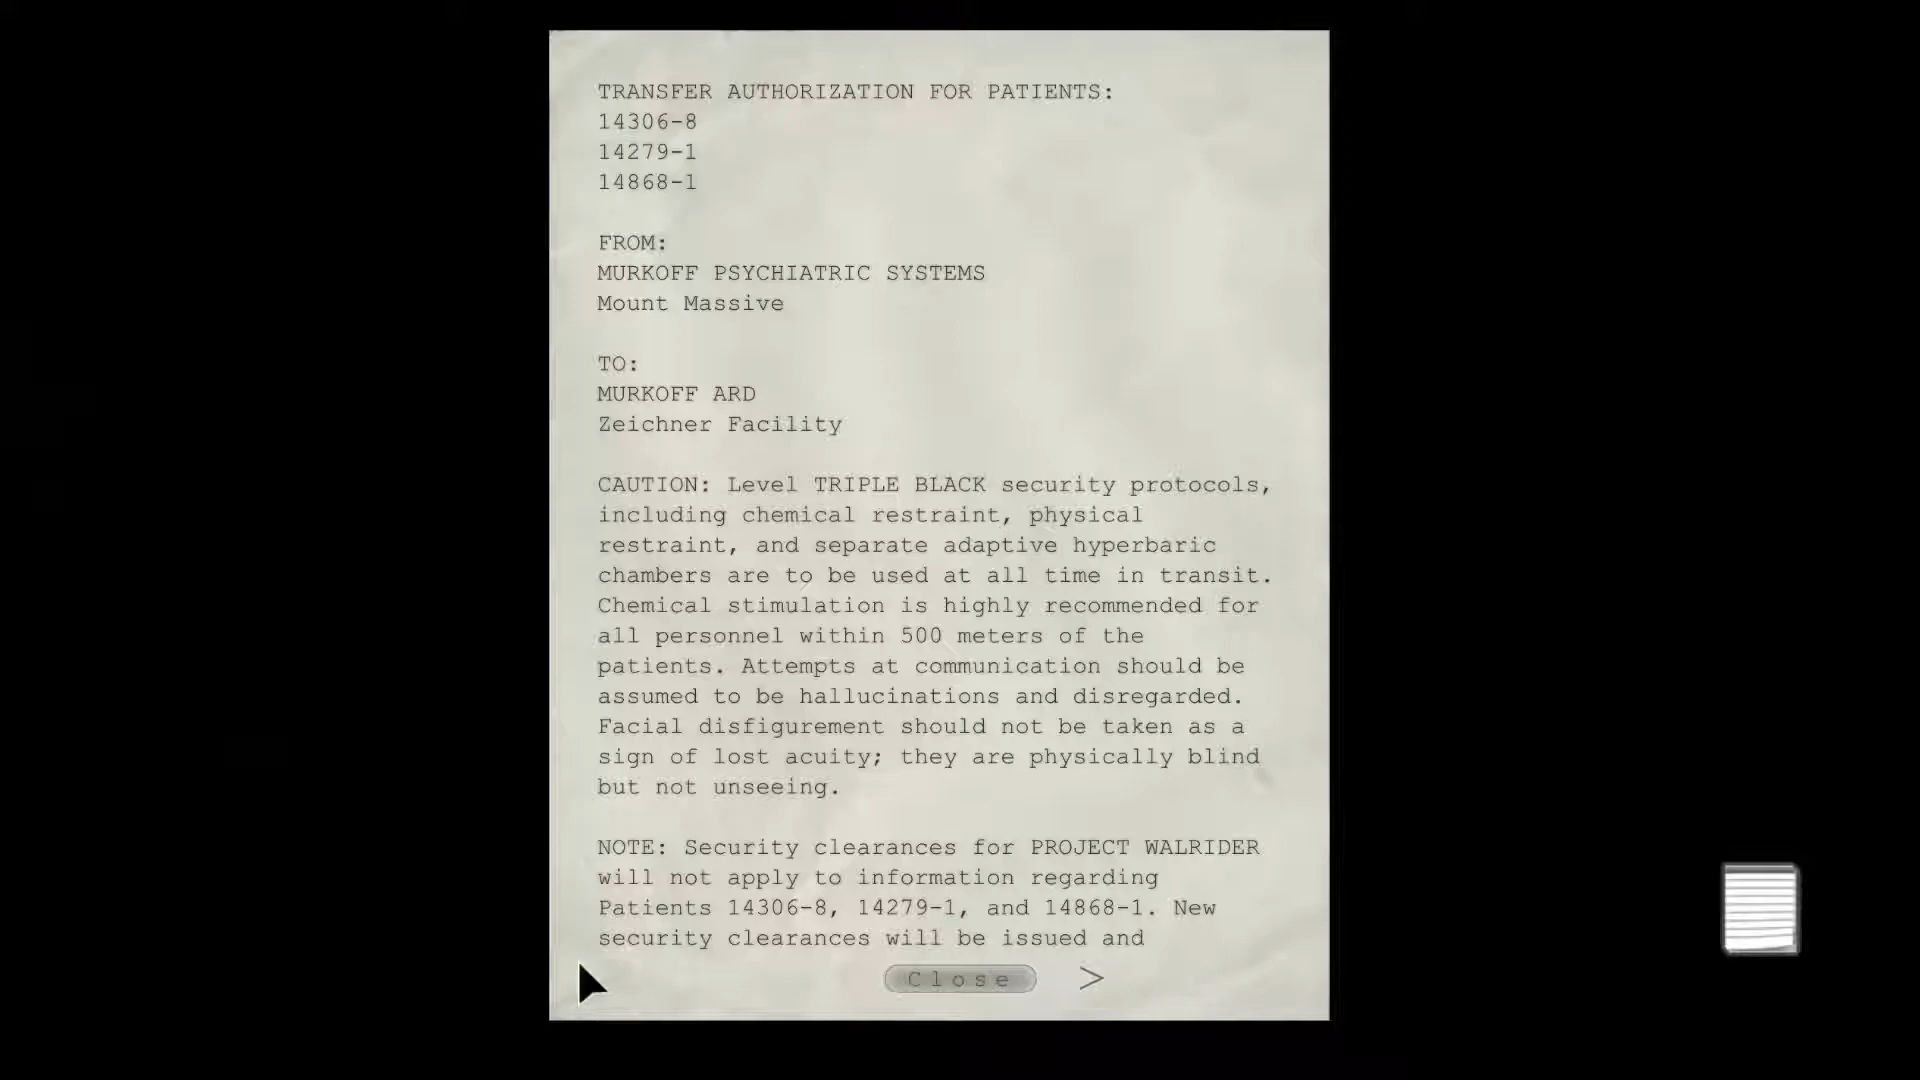 TRANSFER AUTHORIZATION FOR PATIENTS:
14306-8
14279-1
14868-1
FROM:
MURKOFF PSYCHIATRIC SYSTEMS
Mount Massive
TO:
MURKOFF ARD
Zeichner Facility
CAUTION: Level TRIPLE BLACK security protocols,
including chemical restraint, physical
restraint, and separate adaptive hyperbaric
chambers are to be used at all time in transit.
Chemical stimulation is highly recommended for
all personnel within 500 meters of the
patients. Attempts at communication should be
assumed to be hallucinations and disregarded.
Facial disfigurement should not be taken as a
sign of lost acuity; they are physically blind
but not unseeing.
NOTE: Security clearances for PROJECT WALRIDER
will not apply to information regarding
Patients 14306-8, 14279-1, and 14868-1. New
security clearances will be issued and
Close >